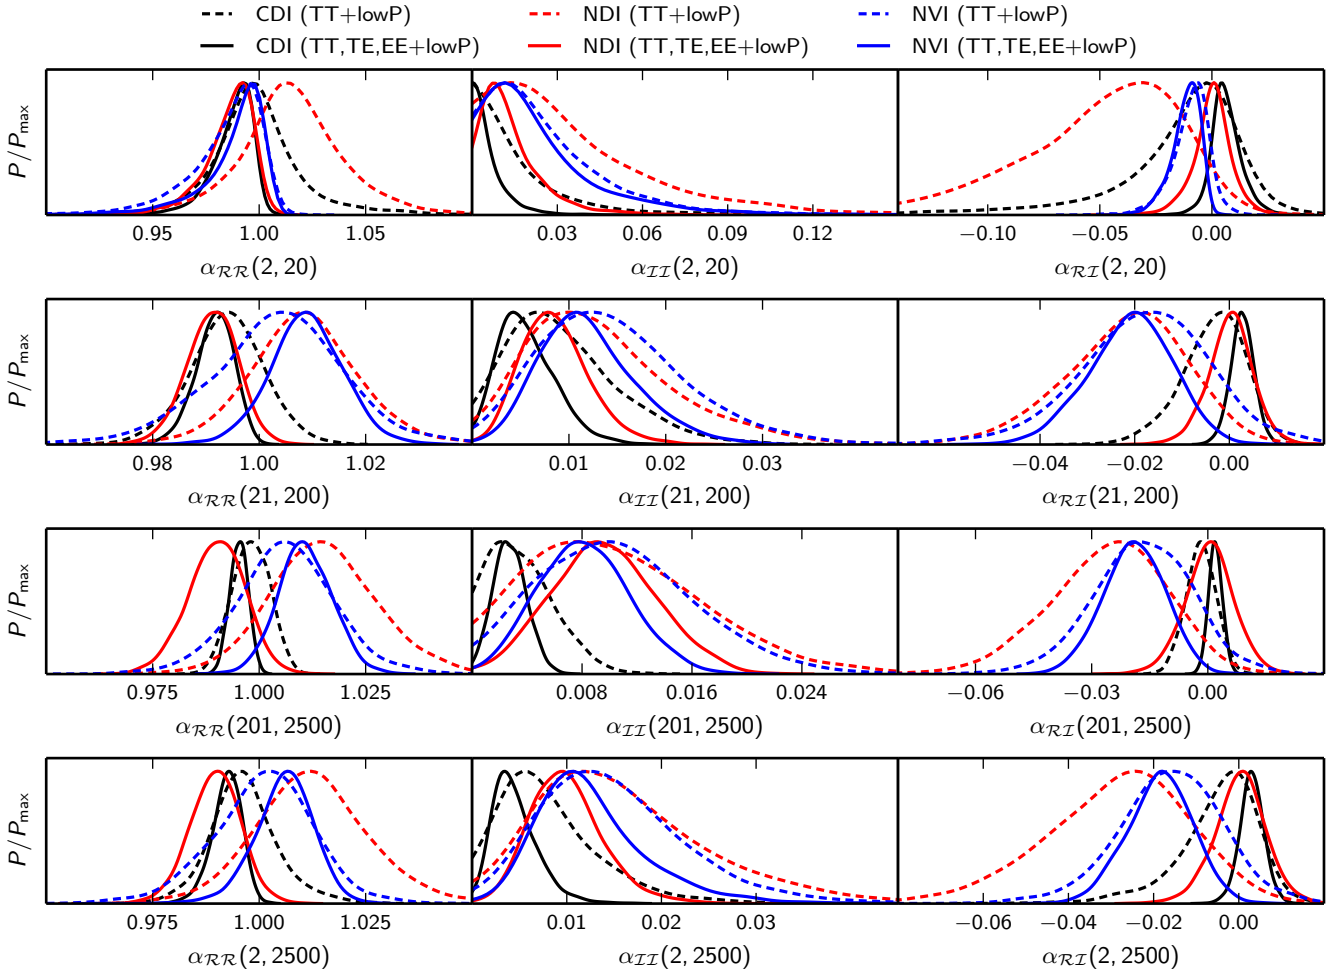 CDI (TT+lowP) NDI (TT+lowP) NVI (TT+lowP)
CDI (TT,TE,EE+lowP) NDI (TT,TE,EE+lowP) NVI (TT,TE,EE+lowP)
P/P_max
0.95 1.00 1.05 0.03 0.06 0.09 0.12 −0.10 −0.05 0.00
α_ℛℛ(2, 20) α_ℐℐ(2, 20) α_ℛℐ(2, 20)
P/P_max
0.98 1.00 1.02 0.01 0.02 0.03 −0.04 −0.02 0.00
α_ℛℛ(21, 200) α_ℐℐ(21, 200) α_ℛℐ(21, 200)
P/P_max
0.975 1.000 1.025 0.008 0.016 0.024 −0.06 −0.03 0.00
α_ℛℛ(201, 2500) α_ℐℐ(201, 2500) α_ℛℐ(201, 2500)
P/P_max
0.975 1.000 1.025 0.01 0.02 0.03 −0.06 −0.04 −0.02 0.00
α_ℛℛ(2, 2500) α_ℐℐ(2, 2500) α_ℛℐ(2, 2500)